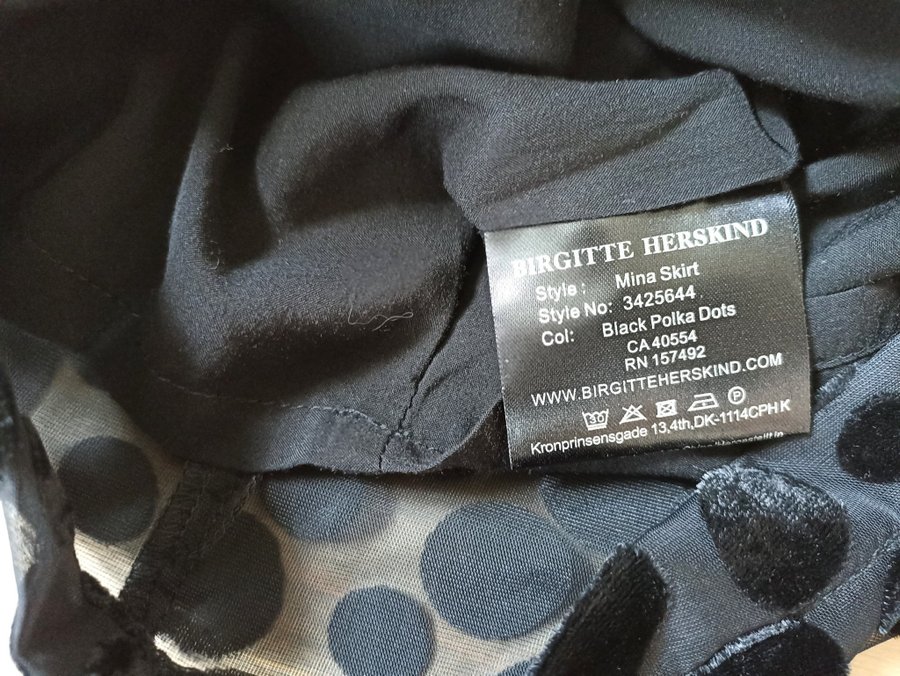 BIRGITTE HERSKIND
Style: Mina Skirt
Style No: 3425644
Col: Black Polka Dots
CA 40554
RN 157492
WWW.BIRGITTEHERSKIND.COM
Kronprinsensgade 13,4th,DK-1114CPH K